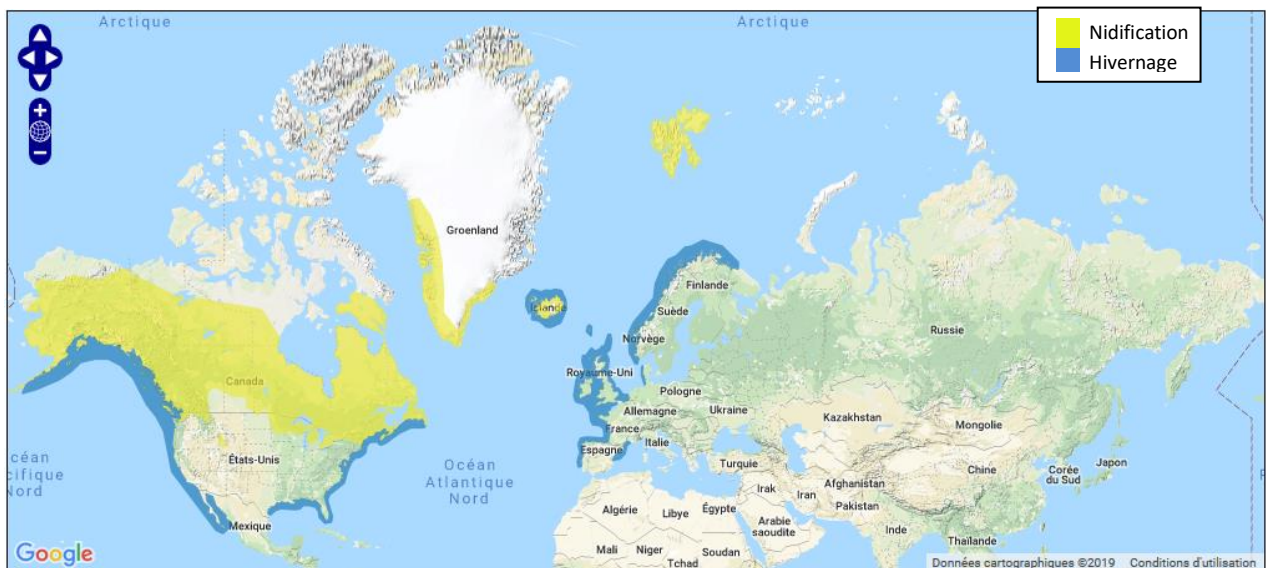 Arctique
Arctique
Nidification
Hivernage
+
−
Groenland
Islande
Finlande
Suède
Norvège
Russie
Canada
Royaume-Uni
Pologne
Allemagne
Ukraine
France
Kazakhstan
Mongolie
Espagne
Italie
États-Unis
Turquie
Chine
Corée
du Sud
Japon
céan
cifique
Nord
Océan
Atlantique
Nord
Afghanistan
Irak
Iran
Pakistan
Algérie
Libye
Égypte
Arabie
saoudite
Inde
Mexique
Thaïlande
Mali
Niger
Soudan
Tchad
Google
Données cartographiques ©2019
Conditions d'utilisation